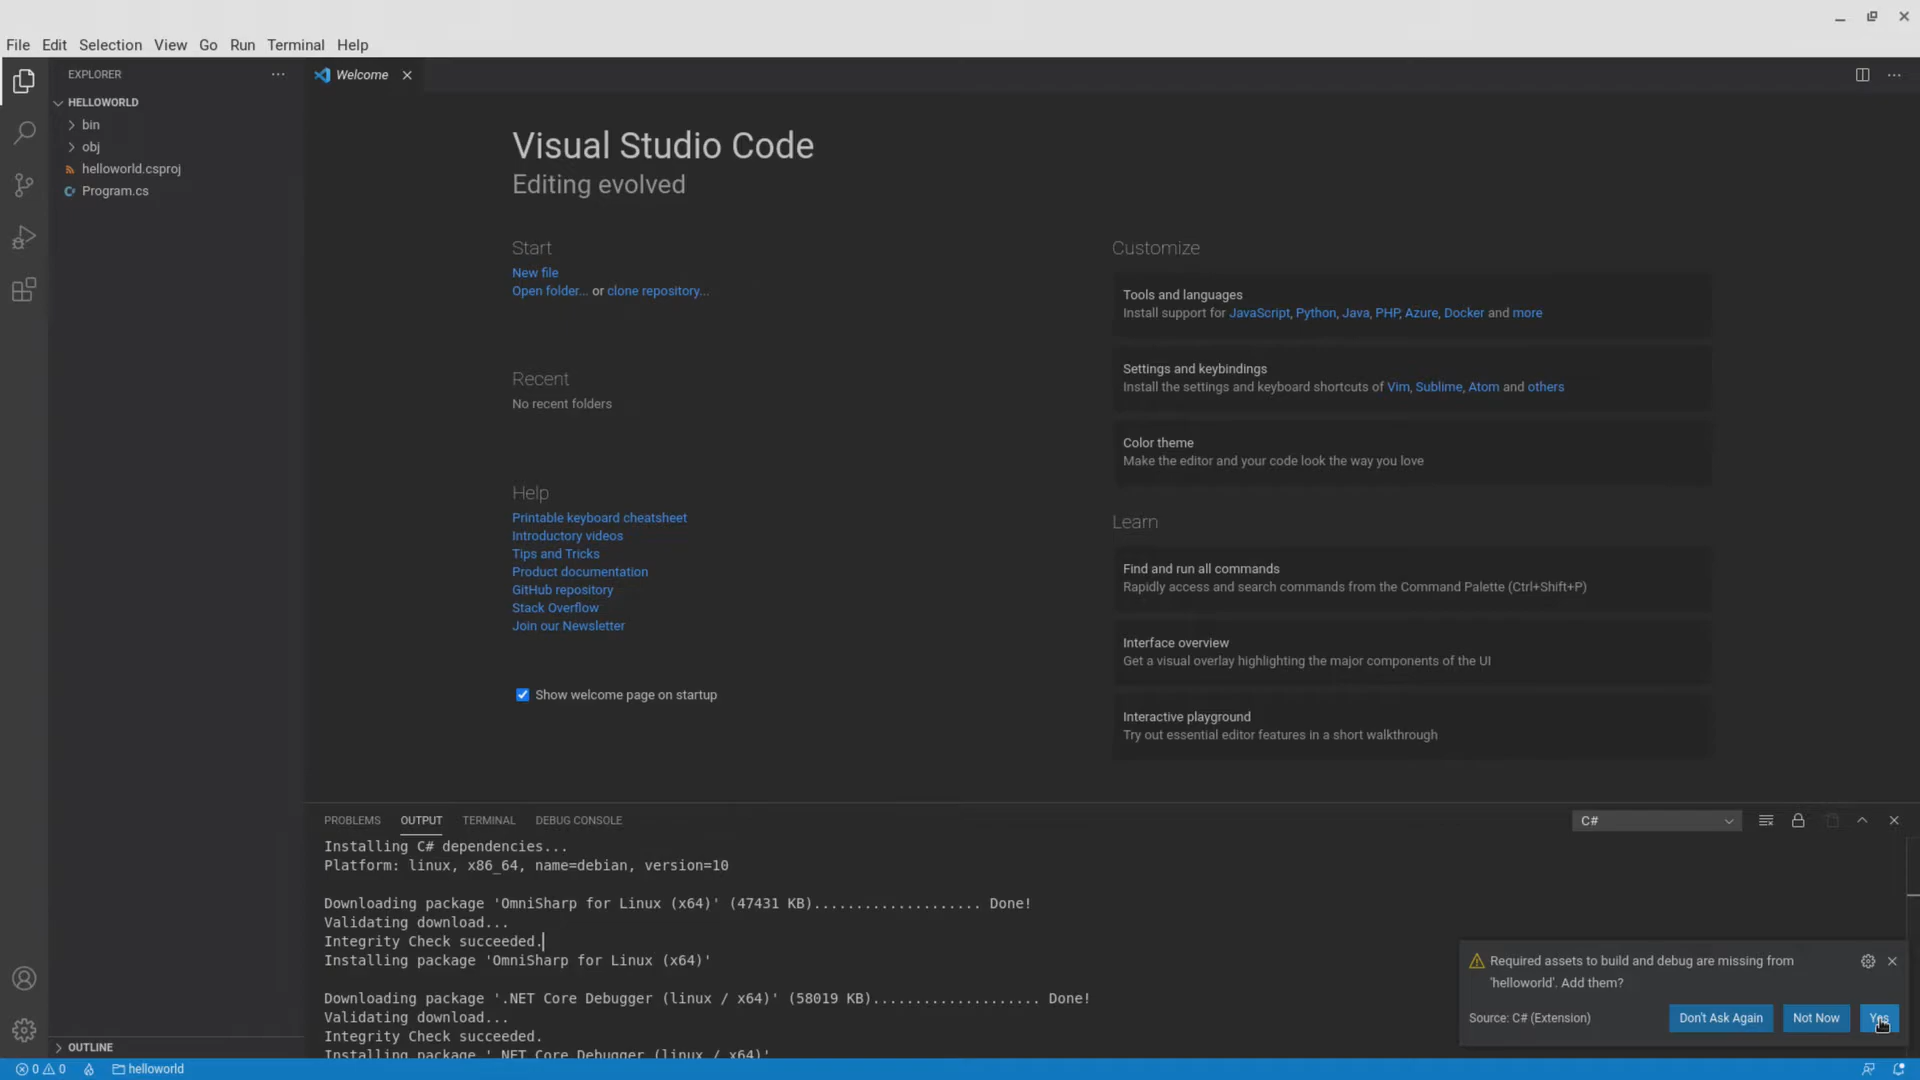 File Edit Selection View Go Run Terminal Help
EXPLORER
HELLOWORLD
bin
obj
helloworld.csproj
Program.cs
OUTLINE
Welcome
Visual Studio Code
Editing evolved
Start
New file
Open folder... or clone repository...
Recent
No recent folders
Help
Printable keyboard cheatsheet
Introductory videos
Tips and Tricks
Product documentation
GitHub repository
Stack Overflow
Join our Newsletter
Show welcome page on startup
Customize
Tools and languages
Install support for JavaScript, Python, Java, PHP, Azure, Docker and more
Settings and keybindings
Install the settings and keyboard shortcuts of Vim, Sublime, Atom and others
Color theme
Make the editor and your code look the way you love
Learn
Find and run all commands
Rapidly access and search commands from the Command Palette (Ctrl+Shift+P)
Interface overview
Get a visual overlay highlighting the major components of the UI
Interactive playground
Try out essential editor features in a short walkthrough
PROBLEMS OUTPUT TERMINAL DEBUG CONSOLE
C#
Installing C# dependencies...
Platform: linux, x86_64, name=debian, version=10
Downloading package 'OmniSharp for Linux (x64)' (47431 KB).................... Done!
Validating download...
Integrity Check succeeded.
Installing package 'OmniSharp for Linux (x64)'
Downloading package '.NET Core Debugger (linux / x64)' (58019 KB).................... Done!
Validating download...
Integrity Check succeeded.
Installing package '.NET Core Debugger (linux / x64)'
Required assets to build and debug are missing from
'helloworld'. Add them?
Source: C# (Extension)
Don't Ask Again
Not Now
Yes
0 0 helloworld